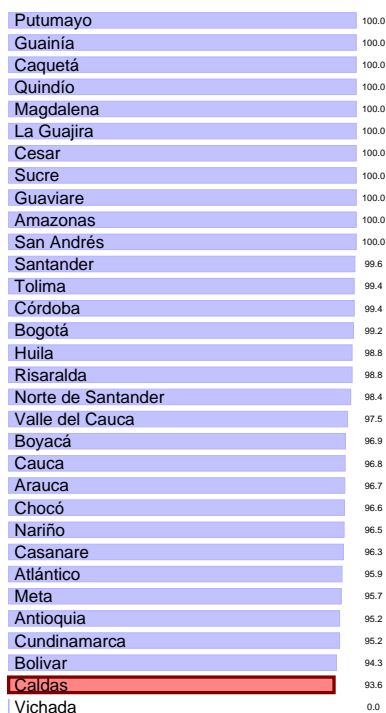 Putumayo 100.0
Guainía 100.0
Caquetá 100.0
Quindío 100.0
Magdalena 100.0
La Guajira 100.0
Cesar 100.0
Sucre 100.0
Guaviare 100.0
Amazonas 100.0
San Andrés 100.0
Santander 99.6
Tolima 99.4
Córdoba 99.4
Bogotá 99.2
Huila 98.8
Risaralda 98.8
Norte de Santander 98.4
Valle del Cauca 97.5
Boyacá 96.9
Cauca 96.8
Arauca 96.7
Chocó 96.6
Nariño 96.5
Casanare 96.3
Atlántico 95.9
Meta 95.7
Antioquia 95.2
Cundinamarca 95.2
Bolivar 94.3
Caldas 93.6
Vichada 0.0